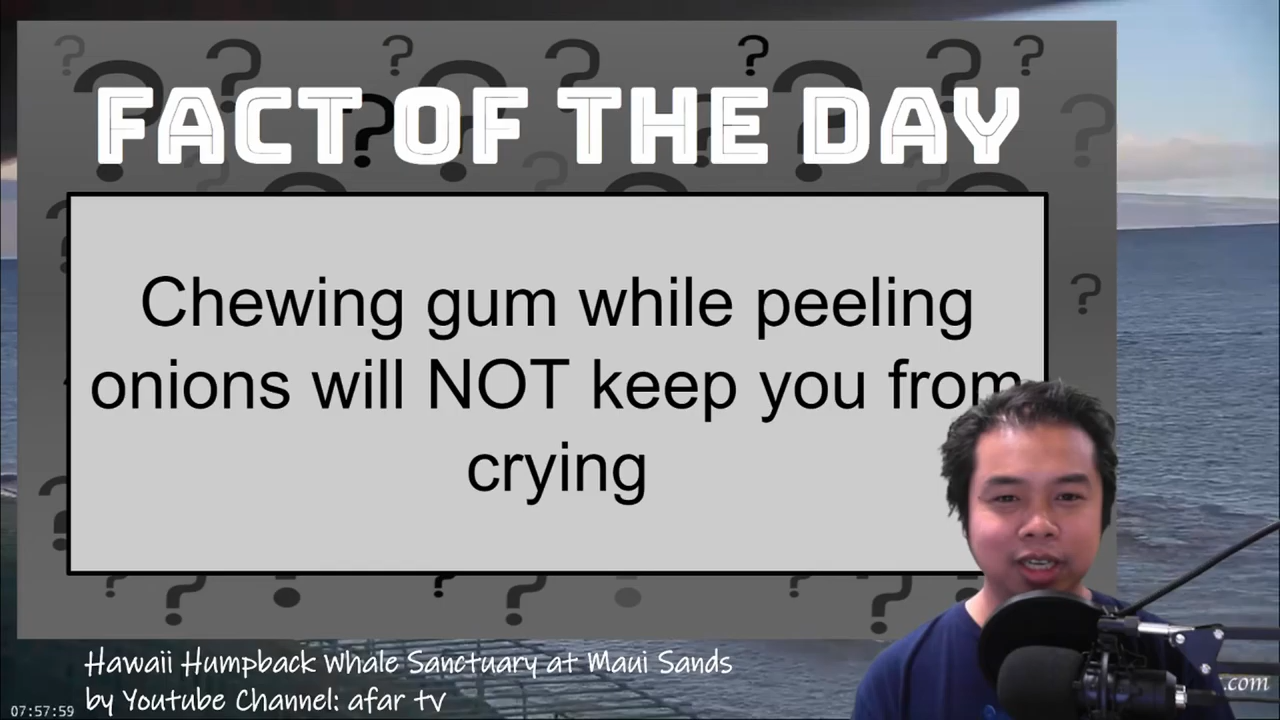 FACT OF THE DAY
Chewing gum while peeling
onions will NOT keep you from
crying
Hawaii Humpback Whale Sanctuary at Maui Sands
by Youtube Channel: afar tv
07:57:59
.com